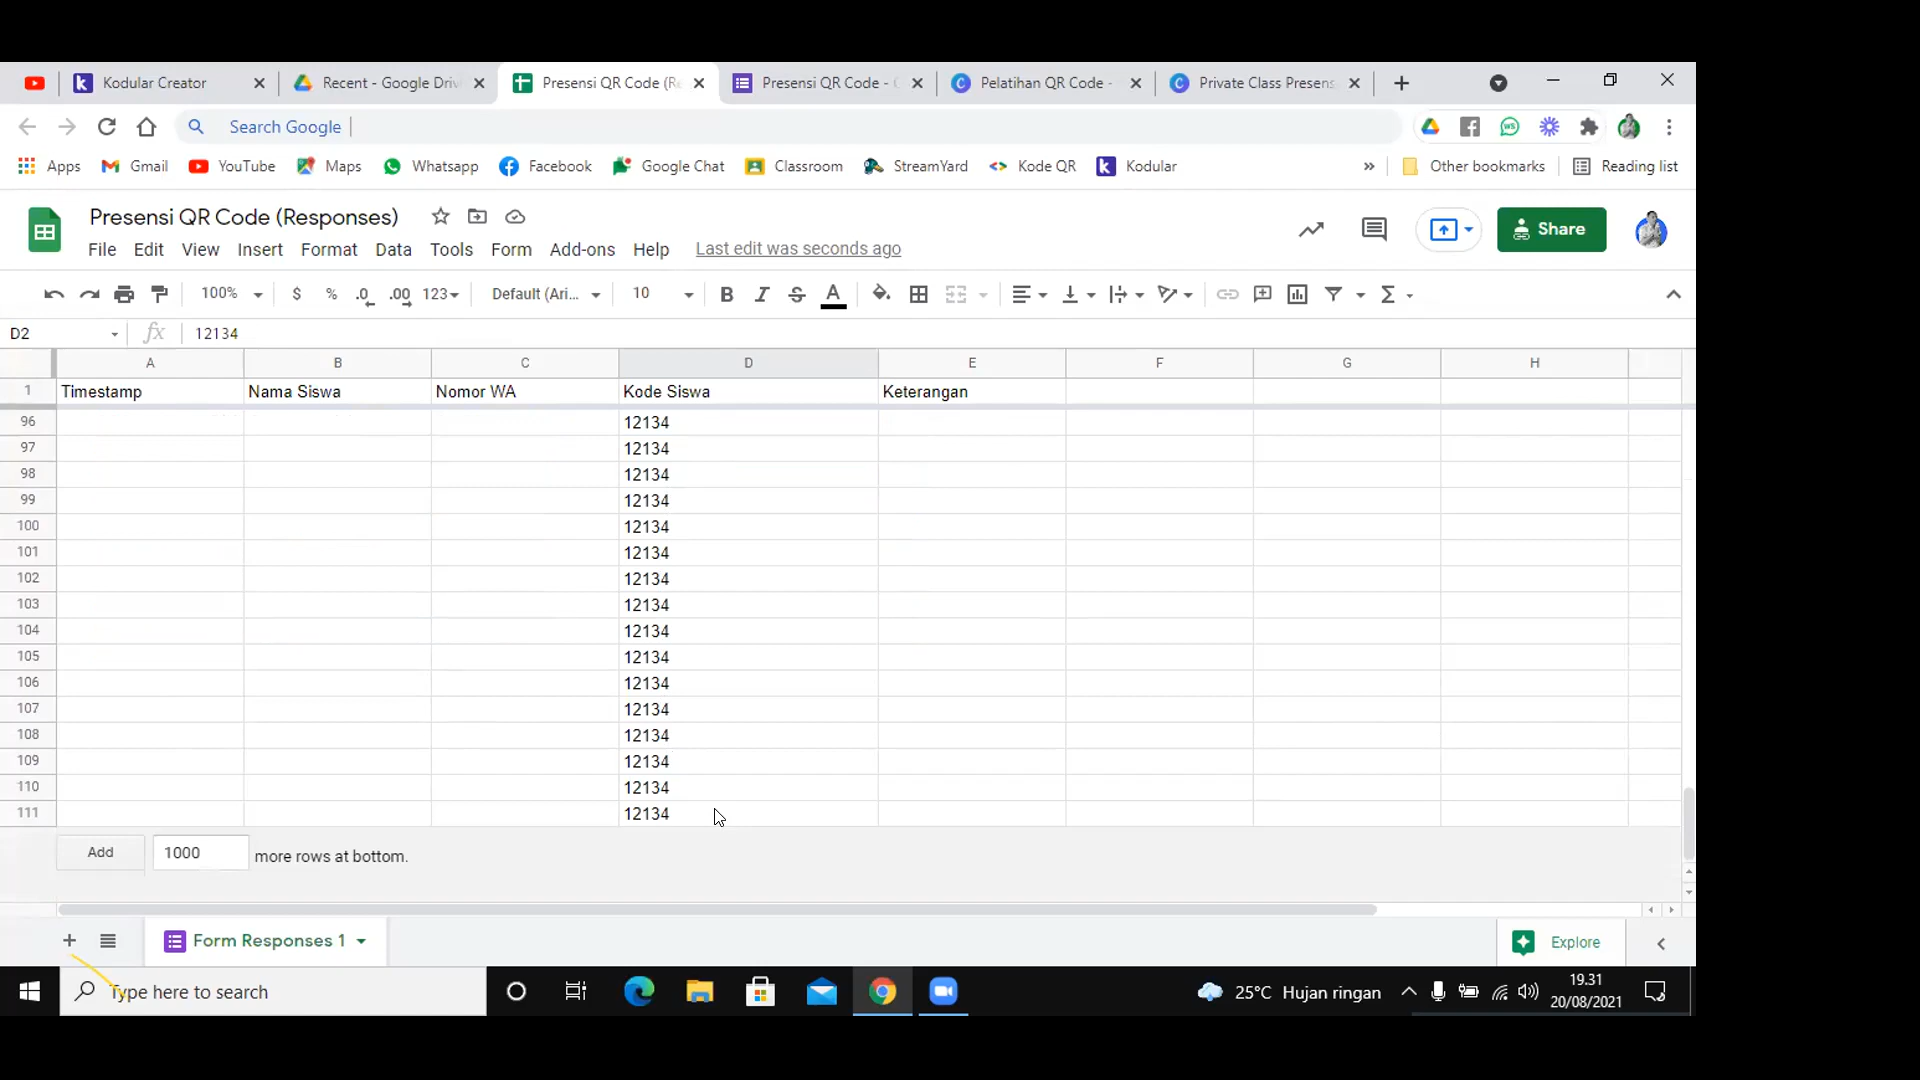 Kodular Creator
Recent - Google Driv
Presensi QR Code (Re
Presensi QR Code - G
Pelatihan QR Code -
Private Class Presens
Search Google
Apps Gmail YouTube Maps Whatsapp Facebook Google Chat Classroom StreamYard Kode QR Kodular » Other bookmarks Reading list
Presensi QR Code (Responses)
File Edit View Insert Format Data Tools Form Add-ons Help Last edit was seconds ago
Share
100% $ % .0 .00 123 Default (Ari... 10 B I S A Σ
D2 fx 12134
A B C D E F G H
1 Timestamp Nama Siswa Nomor WA Kode Siswa Keterangan
96 12134
97 12134
98 12134
99 12134
100 12134
101 12134
102 12134
103 12134
104 12134
105 12134
106 12134
107 12134
108 12134
109 12134
110 12134
111 12134
Add 1000 more rows at bottom.
Form Responses 1
Explore
Type here to search
25°C Hujan ringan
19.31
20/08/2021